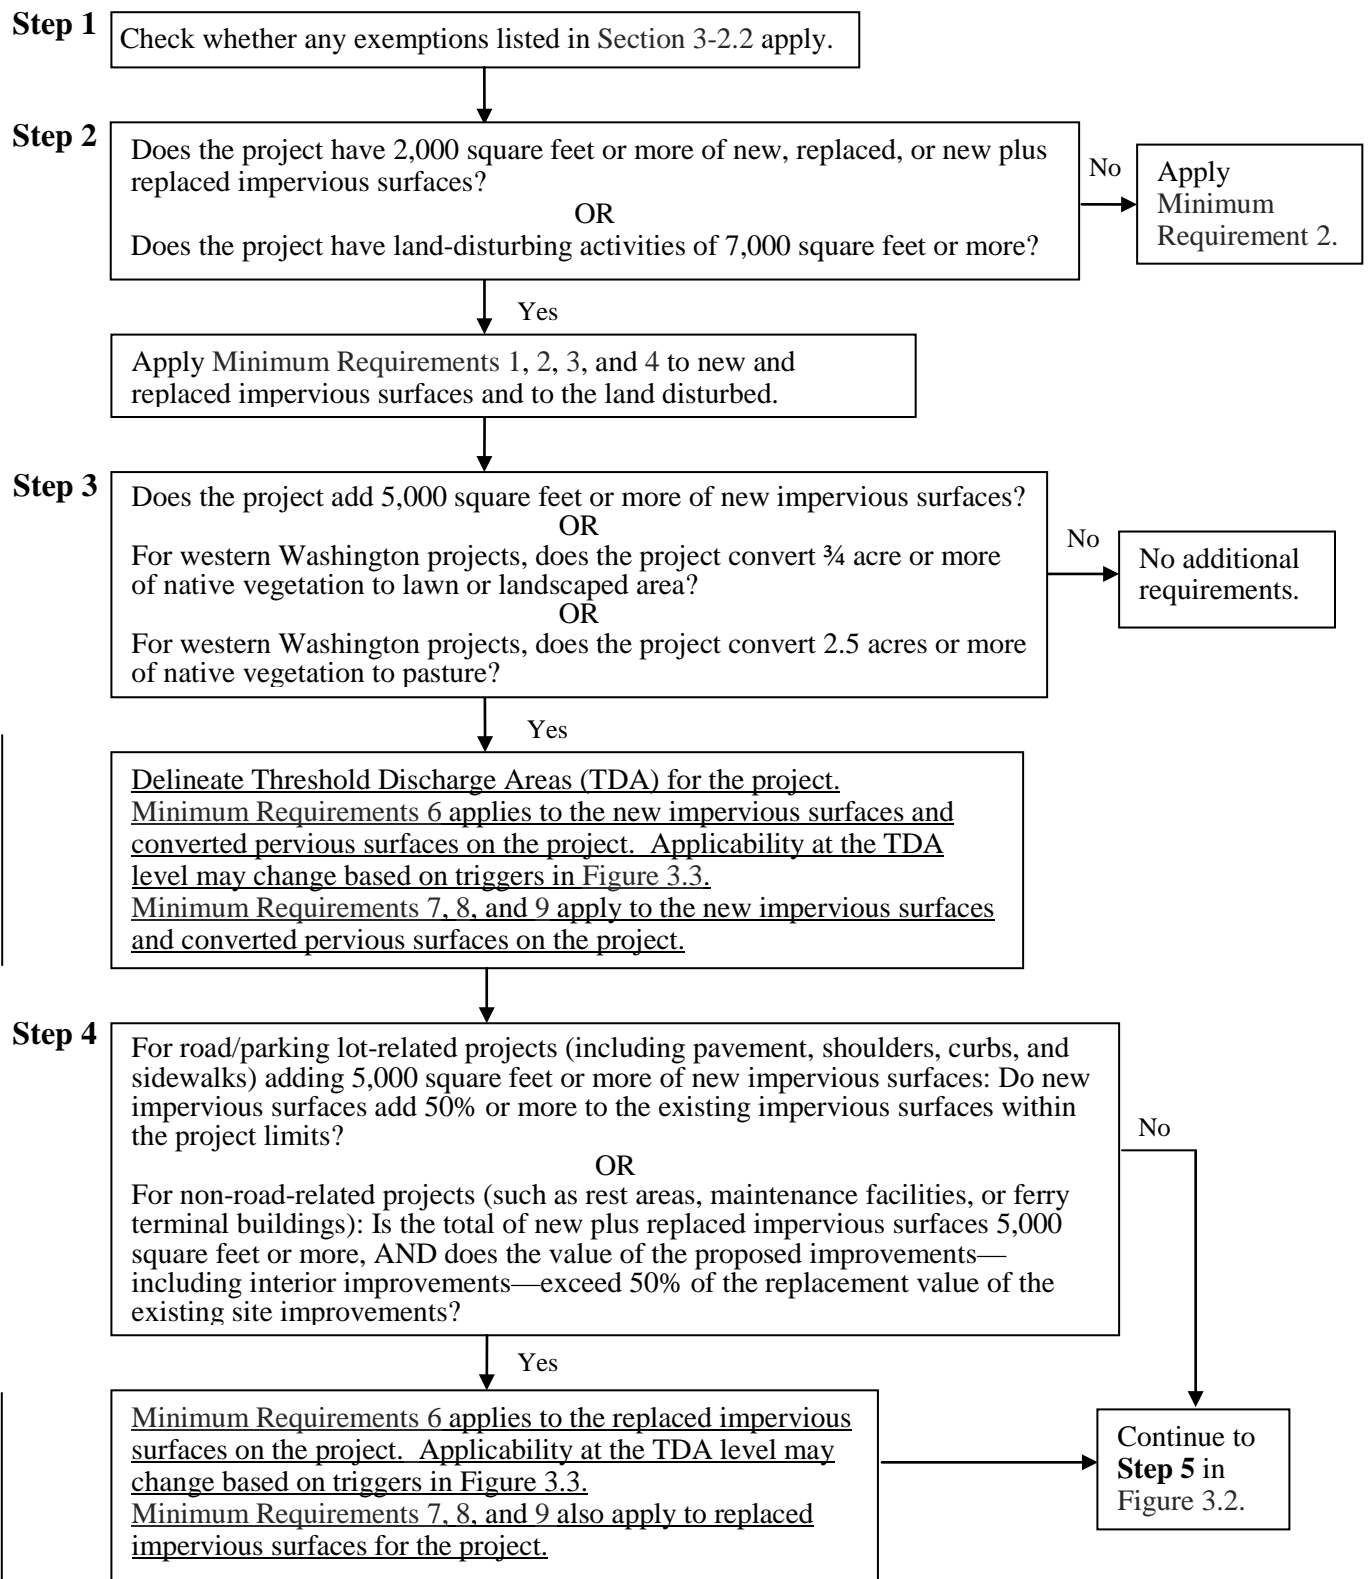 Step 1
Check whether any exemptions listed in Section 3-2.2 apply.
Step 2
Does the project have 2,000 square feet or more of new, replaced, or new plus
replaced impervious surfaces?
OR
Does the project have land-disturbing activities of 7,000 square feet or more?
No
Apply
Minimum
Requirement 2.
Yes
Apply Minimum Requirements 1, 2, 3, and 4 to new and
replaced impervious surfaces and to the land disturbed.
Step 3
Does the project add 5,000 square feet or more of new impervious surfaces?
OR
For western Washington projects, does the project convert ¾ acre or more
of native vegetation to lawn or landscaped area?
OR
For western Washington projects, does the project convert 2.5 acres or more
of native vegetation to pasture?
No
No additional
requirements.
Yes
Delineate Threshold Discharge Areas (TDA) for the project.
Minimum Requirements 6 applies to the new impervious surfaces and
converted pervious surfaces on the project.  Applicability at the TDA
level may change based on triggers in Figure 3.3.
Minimum Requirements 7, 8, and 9 apply to the new impervious surfaces
and converted pervious surfaces on the project.
Step 4
For road/parking lot-related projects (including pavement, shoulders, curbs, and
sidewalks) adding 5,000 square feet or more of new impervious surfaces: Do new
impervious surfaces add 50% or more to the existing impervious surfaces within
the project limits?
OR
For non-road-related projects (such as rest areas, maintenance facilities, or ferry
terminal buildings): Is the total of new plus replaced impervious surfaces 5,000
square feet or more, AND does the value of the proposed improvements—
including interior improvements—exceed 50% of the replacement value of the
existing site improvements?
No
Yes
Minimum Requirements 6 applies to the replaced impervious
surfaces on the project.  Applicability at the TDA level may
change based on triggers in Figure 3.3.
Minimum Requirements 7, 8, and 9 also apply to replaced
impervious surfaces for the project.
Continue to
Step 5 in
Figure 3.2.